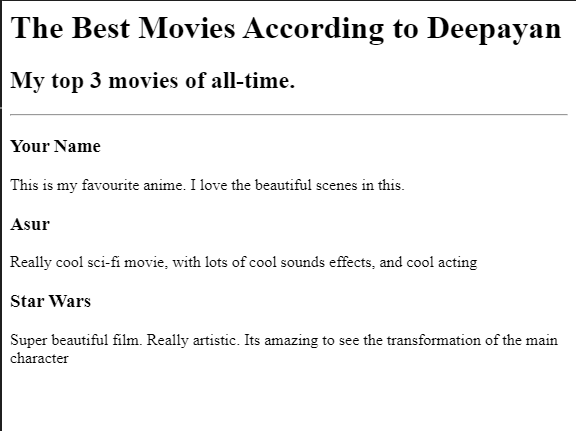 The Best Movies According to Deepayan
My top 3 movies of all-time.
Your Name
This is my favourite anime. I love the beautiful scenes in this.
Asur
Really cool sci-fi movie, with lots of cool sounds effects, and cool acting
Star Wars
Super beautiful film. Really artistic. Its amazing to see the transformation of the main
character